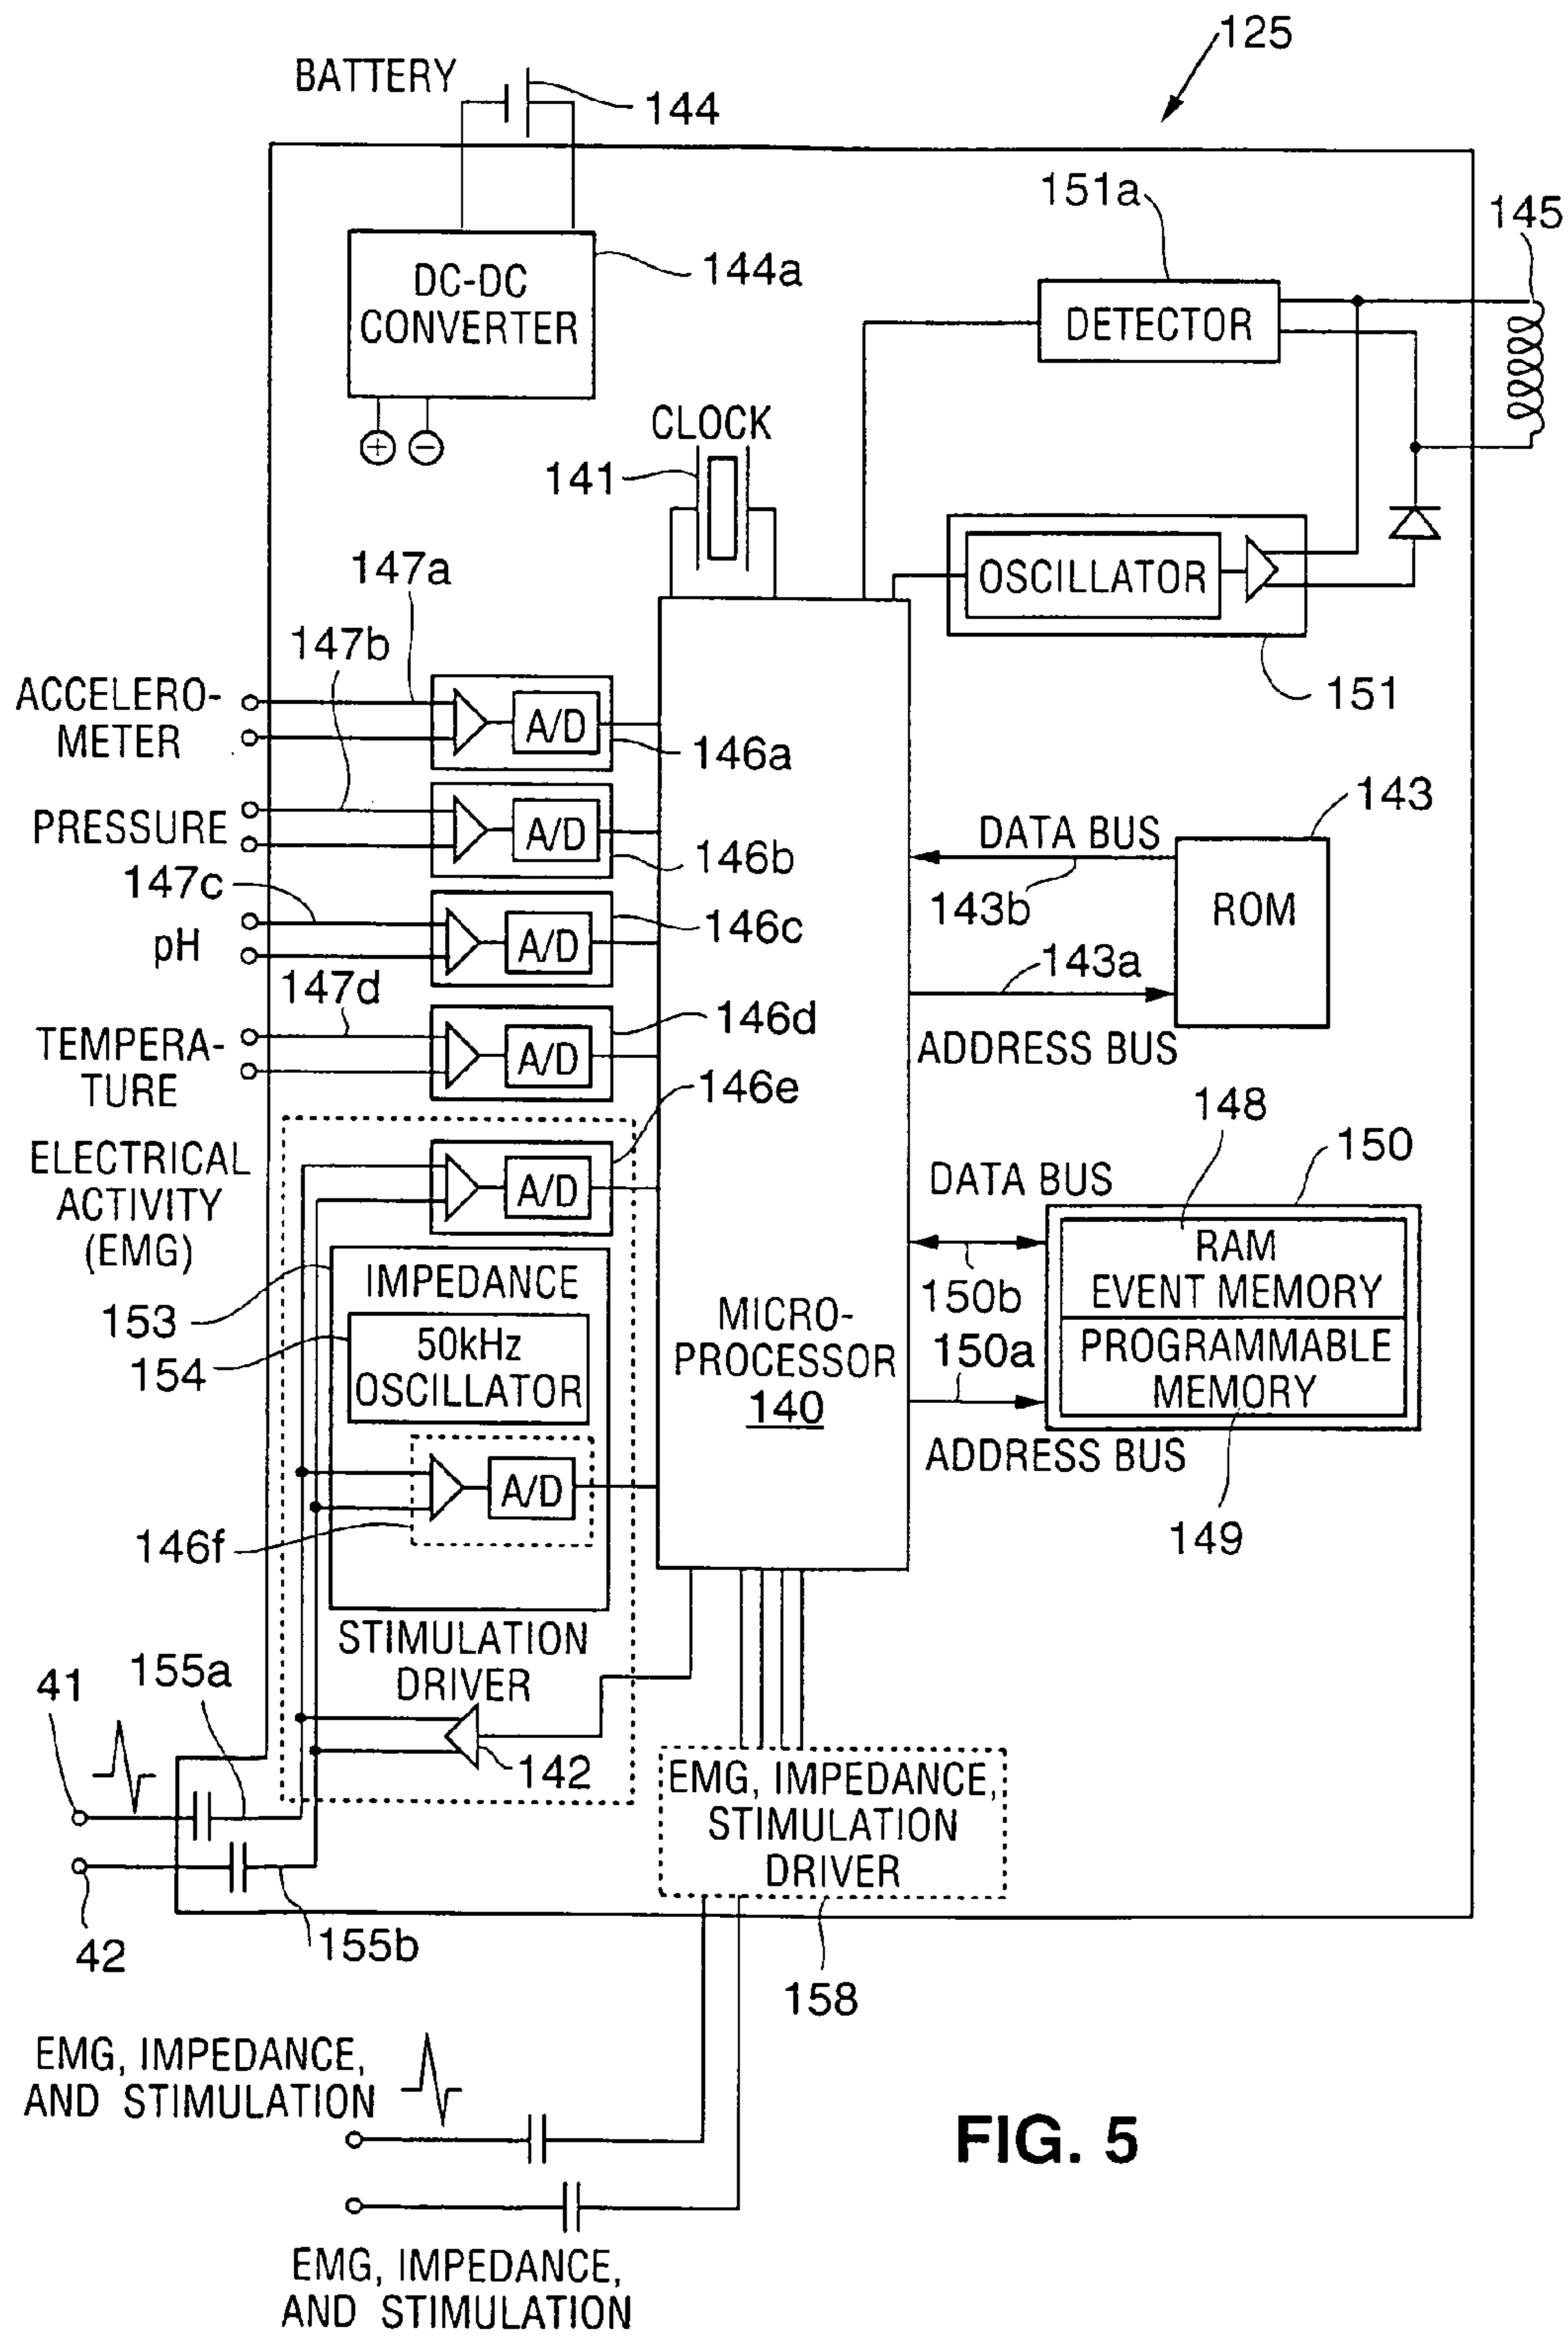 125
BATTERY
144
151a
145
DC-DC
CONVERTER
144a
DETECTOR
+
−
CLOCK
141
OSCILLATOR
151
147a
147b
ACCELERO-
METER
A/D
146a
PRESSURE
A/D
146b
147c
pH
A/D
146c
147d
TEMPERA-
TURE
A/D
146d
146e
ELECTRICAL
ACTIVITY
(EMG)
A/D
153
IMPEDANCE
154
50kHz
OSCILLATOR
A/D
146f
STIMULATION
DRIVER
142
MICRO-
PROCESSOR
140
DATA BUS
143
143b
ROM
143a
ADDRESS BUS
148
150
DATA BUS
RAM
EVENT MEMORY
150b
PROGRAMMABLE
MEMORY
150a
ADDRESS BUS
149
41
155a
42
155b
EMG, IMPEDANCE,
STIMULATION
DRIVER
158
EMG, IMPEDANCE,
AND STIMULATION
EMG, IMPEDANCE,
AND STIMULATION
FIG. 5